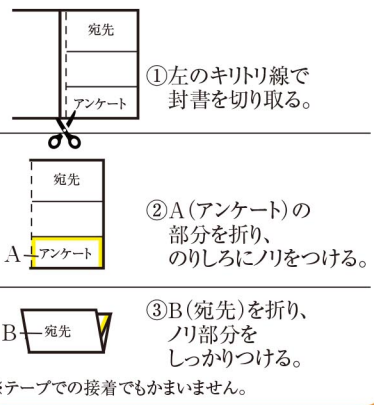 宛先
アンケート
①左のキリトリ線で
封書を切り取る。
宛先
A
アンケート
②A(アンケート)の
部分を折り、
のりしろにノリをつける。
B
宛先
③B(宛先)を折り、
ノリ部分を
しっかりつける。
※テープでの接着でもかまいません。